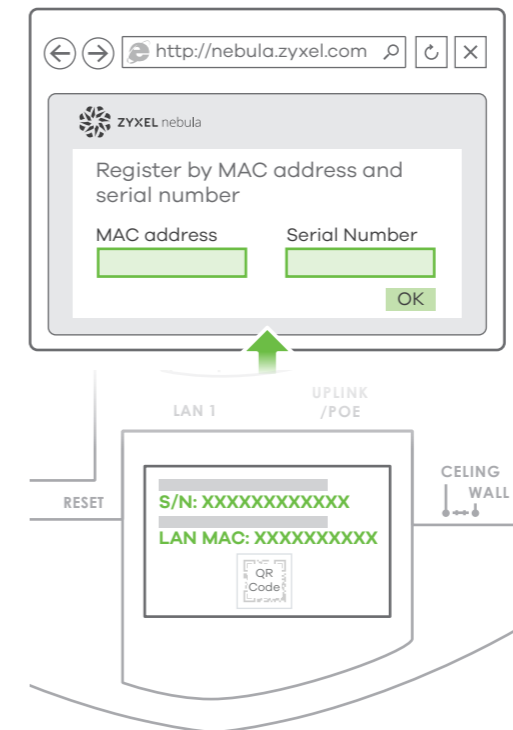 http://nebula.zyxel.com
ZYXEL nebula
Register by MAC address and
serial number
MAC address
Serial Number
OK
UPLINK
/POE
LAN 1
CELING
WALL
RESET
S/N: XXXXXXXXXXXX
LAN MAC: XXXXXXXXXX
QR
Code